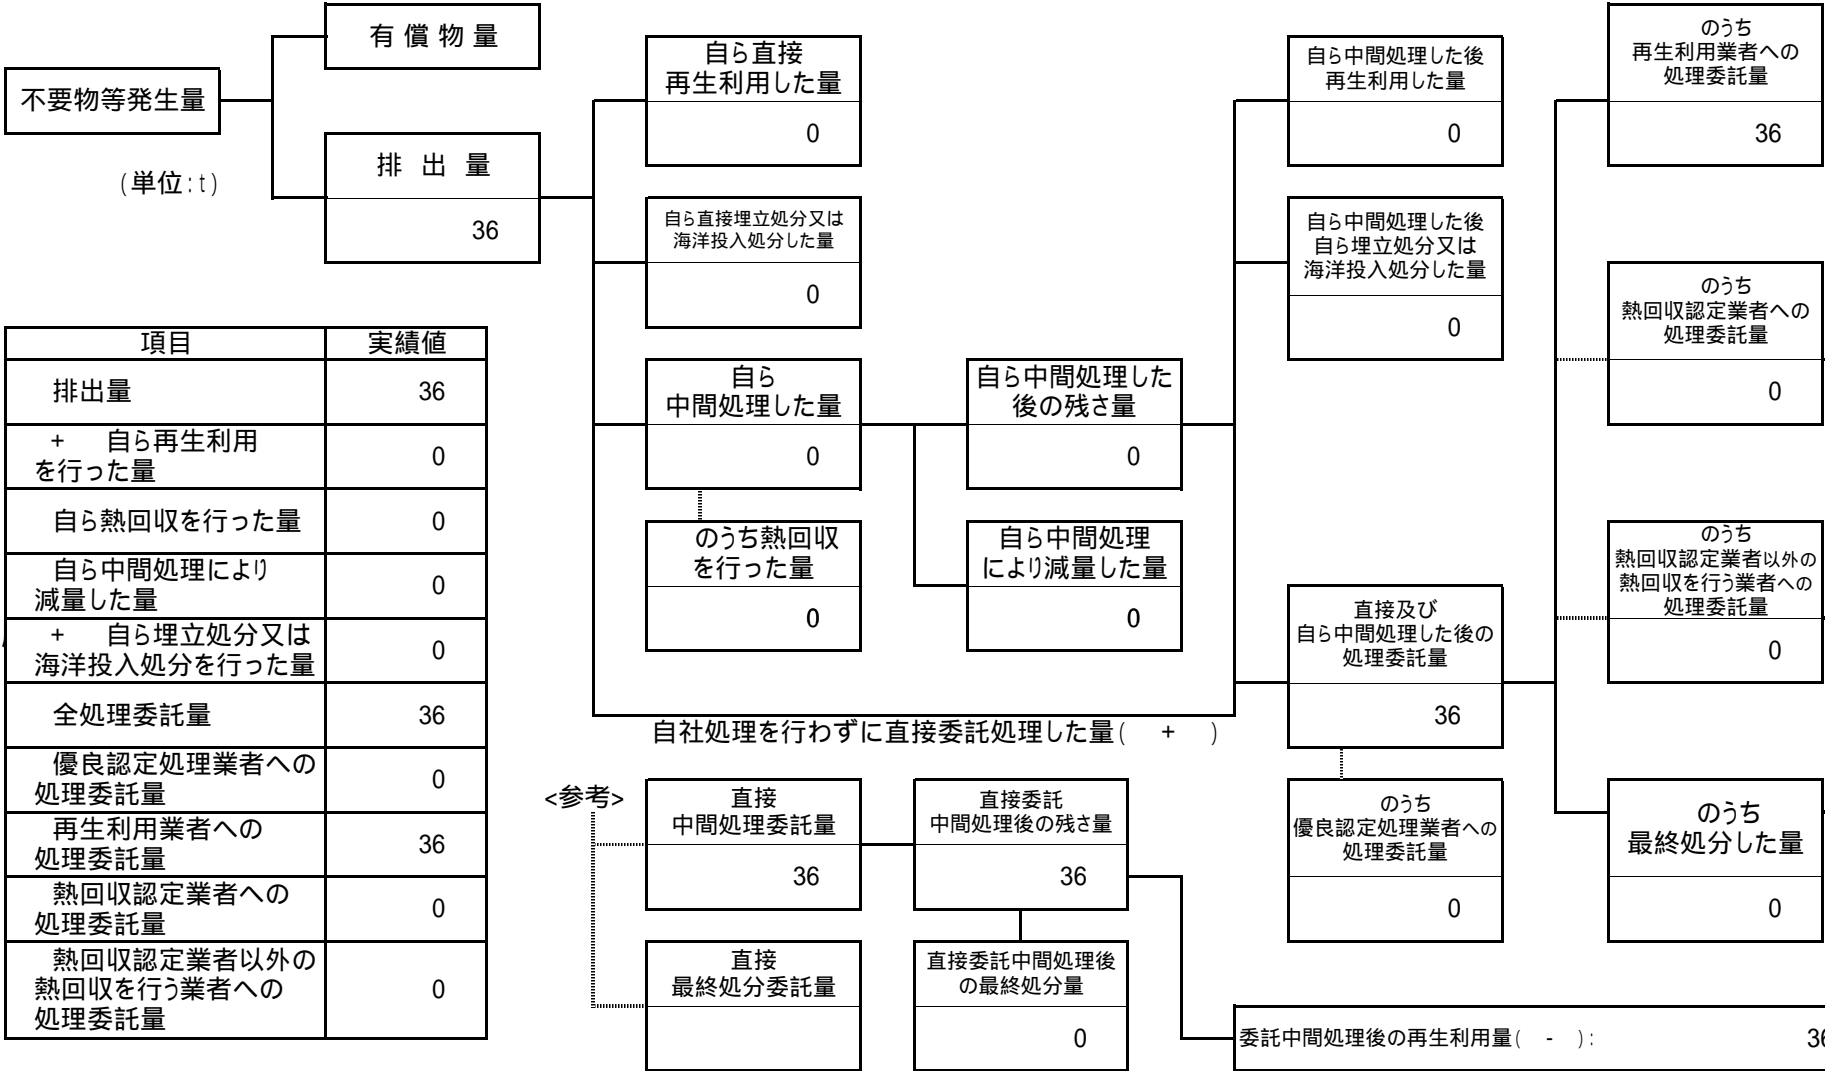 有 償 物 量
不要物等発生量
(単位:t)
排 出 量
36
自ら直接
再生利用した量
0
自ら直接埋立処分又は
海洋投入処分した量
0
自ら
中間処理した量
0
のうち熱回収
を行った量
0
自ら中間処理した
後の残さ量
0
自ら中間処理
により減量した量
0
自ら中間処理した後
再生利用した量
0
自ら中間処理した後
自ら埋立処分又は
海洋投入処分した量
0
直接及び
自ら中間処理した後の
処理委託量
36
のうち
優良認定処理業者への
処理委託量
0
のうち
再生利用業者への
処理委託量
36
のうち
熱回収認定業者への
処理委託量
0
のうち
熱回収認定業者以外の
熱回収を行う業者への
処理委託量
0
のうち
最終処分した量
0
自社処理を行わずに直接委託処理した量( + )
<参考>
直接
中間処理委託量
36
直接委託
中間処理後の残さ量
36
直接
最終処分委託量
直接委託中間処理後
の最終処分量
0
委託中間処理後の再生利用量( - ): 36
項目 実績値
排出量 36
+ 自ら再生利用
を行った量 0
自ら熱回収を行った量 0
自ら中間処理により
減量した量 0
+ 自ら埋立処分又は
海洋投入処分を行った量 0
全処理委託量 36
優良認定処理業者への
処理委託量 0
再生利用業者への
処理委託量 36
熱回収認定業者への
処理委託量 0
熱回収認定業者以外の
熱回収を行う業者への
処理委託量 0